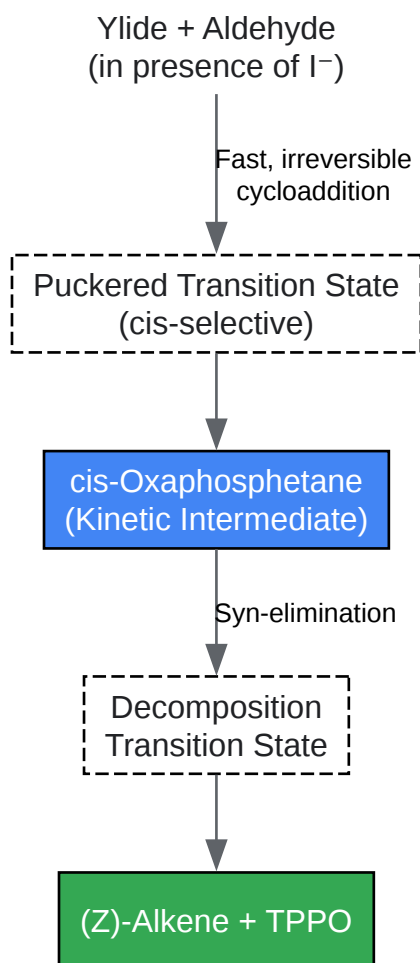 Ylide + Aldehyde
(in presence of I⁻)
Fast, irreversible
cycloaddition
Puckered Transition State
(cis-selective)
cis-Oxaphosphetane
(Kinetic Intermediate)
Syn-elimination
Decomposition
Transition State
(Z)-Alkene + TPPO